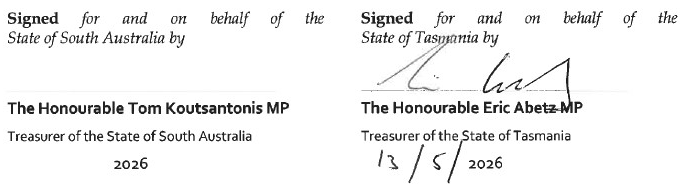 Signed for and on behalf of the
State of South Australia by
The Honourable Tom Koutsantonis MP
Treasurer of the State of South Australia
2026
Signed for and on behalf of the
State of Tasmania by
The Honourable Eric Abetz MP
Treasurer of the State of Tasmania
13/5/ 2026